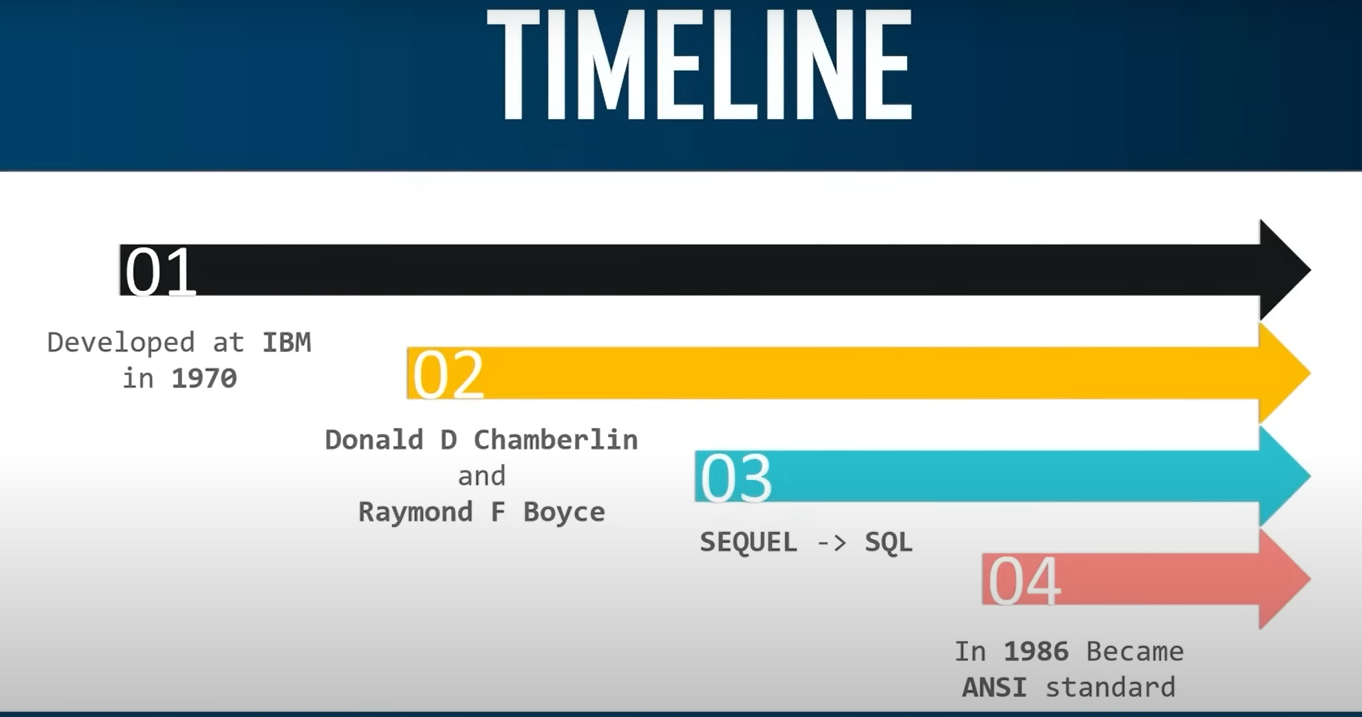 TIMELINE
01
Developed at IBM
in 1970
02
Donald D Chamberlin
and
Raymond F Boyce
03
SEQUEL -> SQL
04
In 1986 Became
ANSI standard